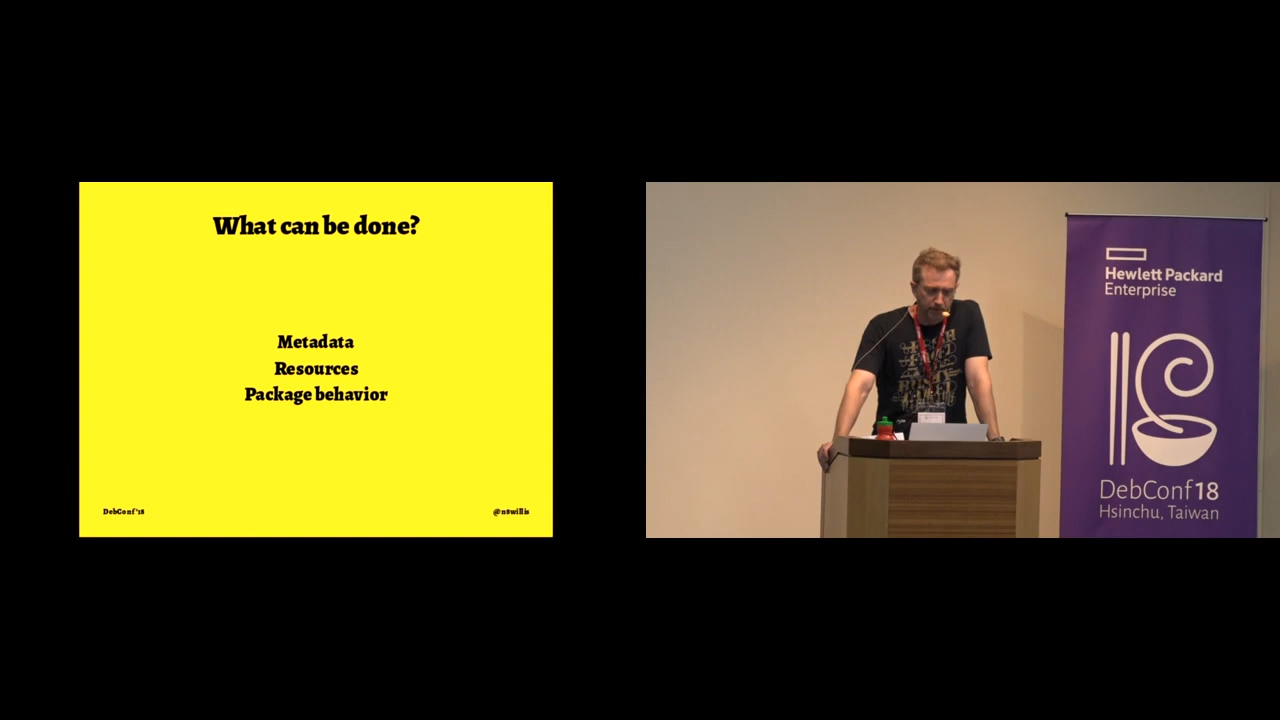 What can be done?
Metadata
Resources
Package behavior
DebConf'18
@n8willis
Hewlett Packard
Enterprise
DebConf18
Hsinchu, Taiwan